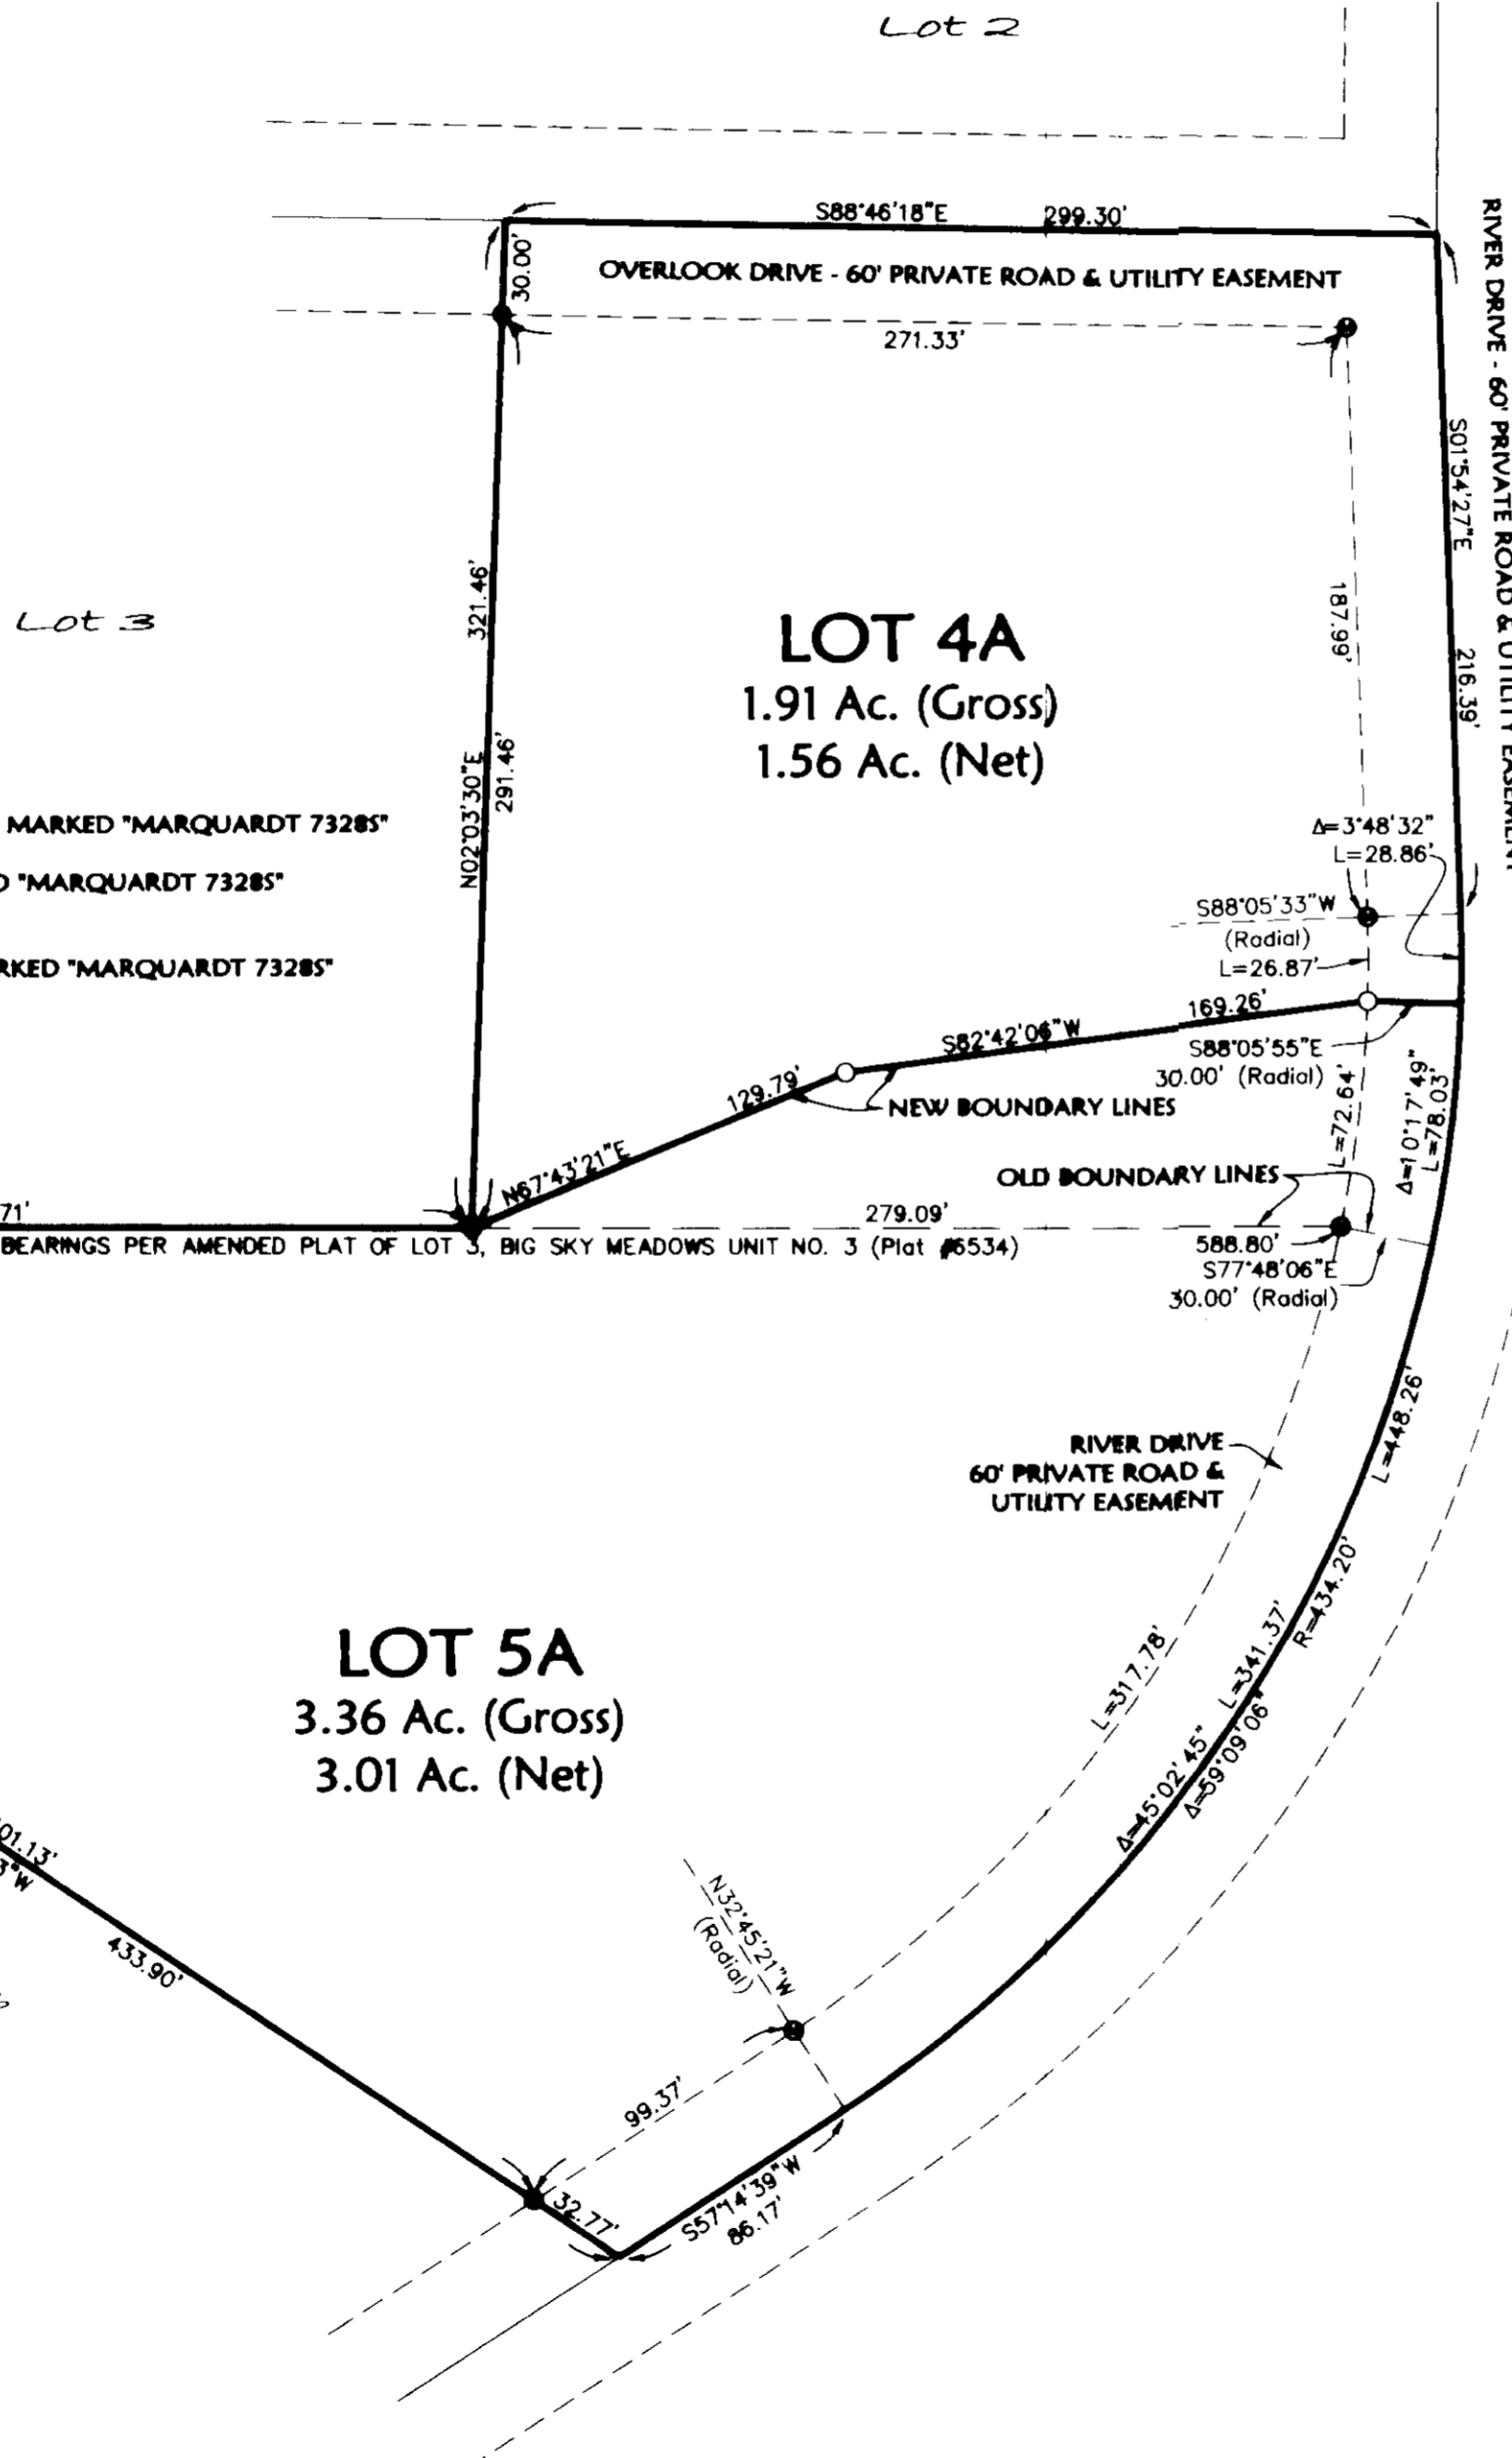 Lot 2
S88°46'18"E 299.30'
30.00'
OVERLOOK DRIVE - 60' PRIVATE ROAD & UTILITY EASEMENT
271.33'
RIVER DRIVE - 60' PRIVATE ROAD & UTILITY EASEMENT
S01°54'27"E 216.39'
187.99'
321.46'
N02°03'30"E
291.46'
Lot 3
LOT 4A
1.91 Ac. (Gross)
1.56 Ac. (Net)
MARKED "MARQUARDT 7328S"
"MARQUARDT 7328S"
RKED "MARQUARDT 7328S"
Δ=3°48'32"
L=28.86'
S88°05'33"W
(Radial)
L=26.87'
169.26'
S82°42'06"W
S88°05'55"E
30.00' (Radial)
129.79'
NEW BOUNDARY LINES
N67°43'21"E
L=72.64'
Δ=10°17'49"
L=78.03'
OLD BOUNDARY LINES
71'
279.09'
BEARINGS PER AMENDED PLAT OF LOT 3, BIG SKY MEADOWS UNIT NO. 3 (Plat #6534)
588.80'
S77°48'06"E
30.00' (Radial)
L=448.26'
RIVER DRIVE
60' PRIVATE ROAD &
UTILITY EASEMENT
R=434.20'
L=341.37'
L=317.78'
Δ=45°02'45"
Δ=59°09'06"
LOT 5A
3.36 Ac. (Gross)
3.01 Ac. (Net)
01.13'
3"W
433.90'
N32°45'21"W
(Radial)
99.37'
32.77'
S57°14'39"W
86.17'